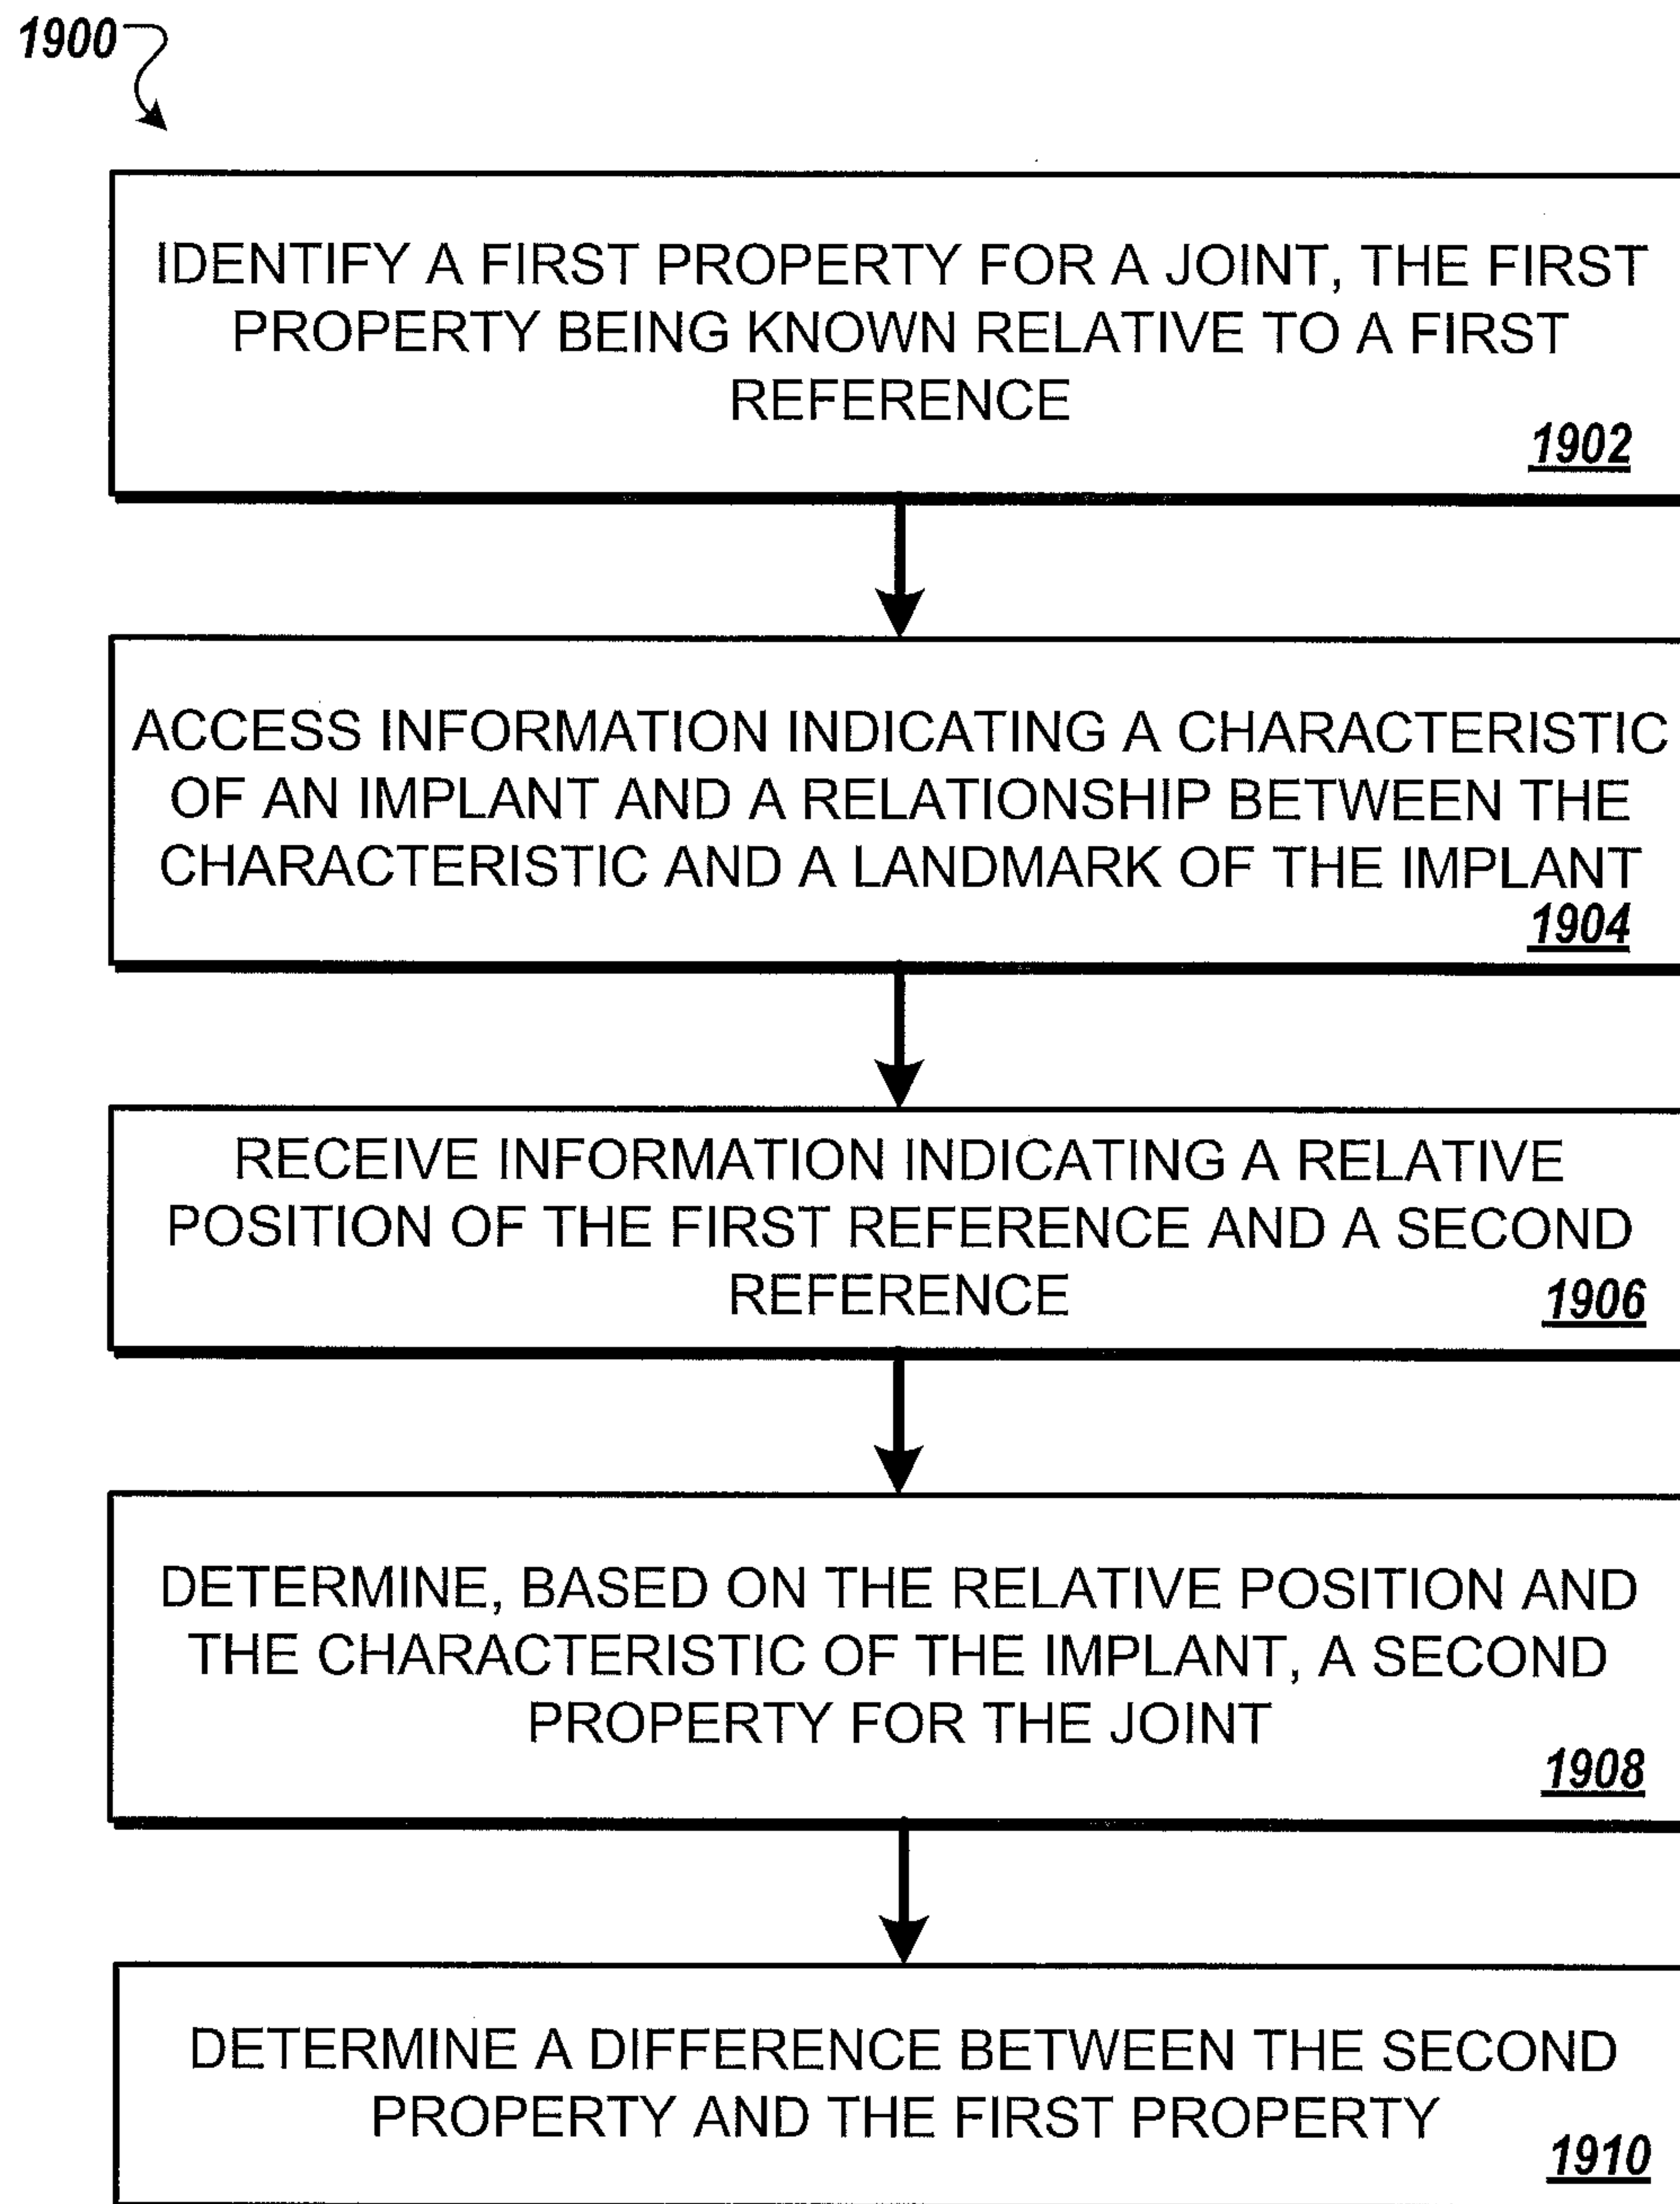 1900
IDENTIFY A FIRST PROPERTY FOR A JOINT, THE FIRST
PROPERTY BEING KNOWN RELATIVE TO A FIRST
REFERENCE
1902
ACCESS INFORMATION INDICATING A CHARACTERISTIC
OF AN IMPLANT AND A RELATIONSHIP BETWEEN THE
CHARACTERISTIC AND A LANDMARK OF THE IMPLANT
1904
RECEIVE INFORMATION INDICATING A RELATIVE
POSITION OF THE FIRST REFERENCE AND A SECOND
REFERENCE
1906
DETERMINE, BASED ON THE RELATIVE POSITION AND
THE CHARACTERISTIC OF THE IMPLANT, A SECOND
PROPERTY FOR THE JOINT
1908
DETERMINE A DIFFERENCE BETWEEN THE SECOND
PROPERTY AND THE FIRST PROPERTY
1910